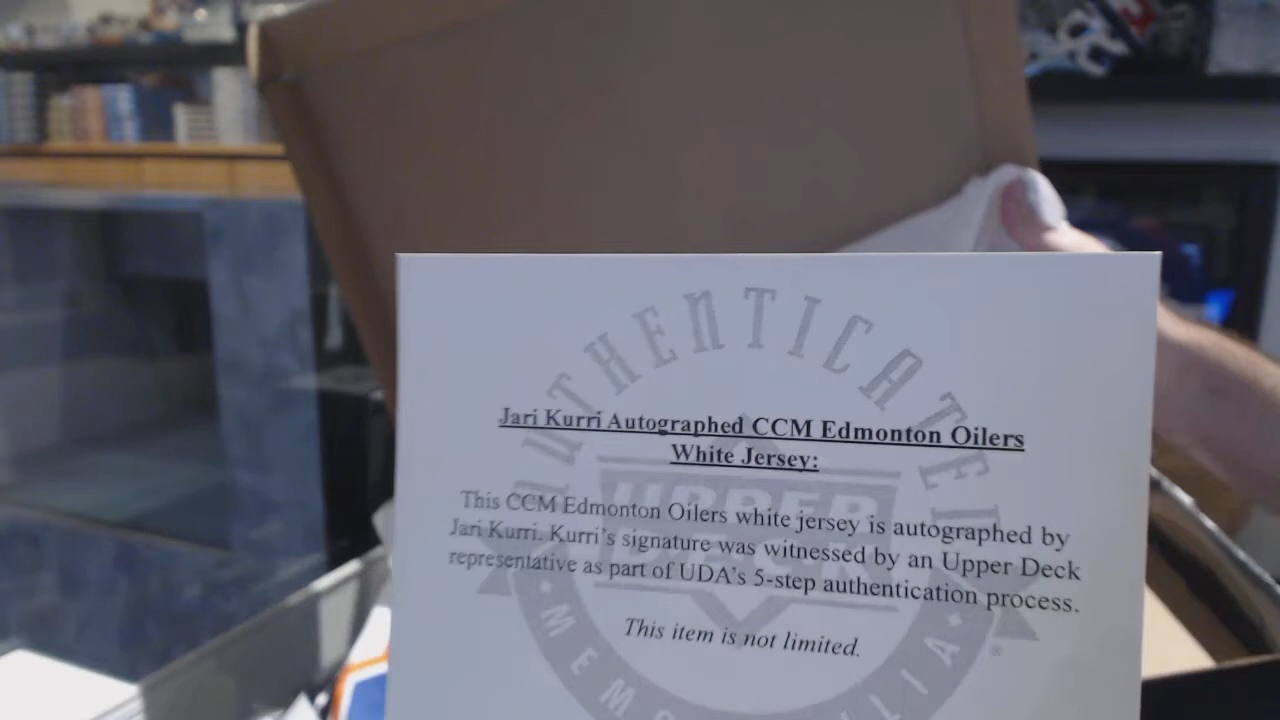 AUTHENTICATED
Jari Kurri Autographed CCM Edmonton Oilers
White Jersey:
UPPER
DECK
This CCM Edmonton Oilers white jersey is autographed by
Jari Kurri. Kurri's signature was witnessed by an Upper Deck
representative as part of UDA's 5-step authentication process.
This item is not limited.